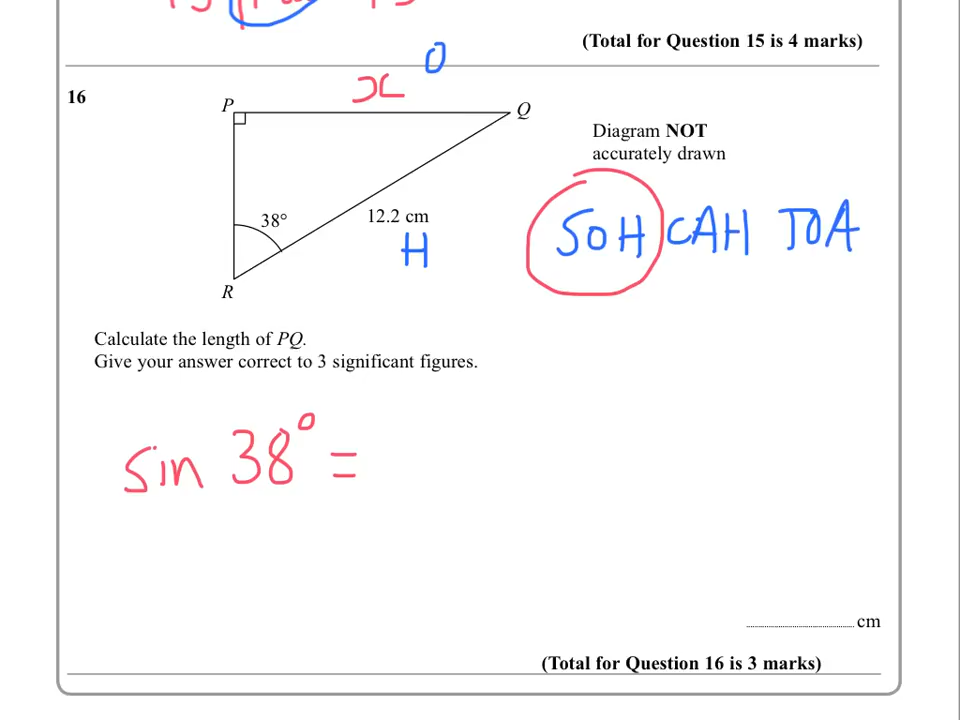 (Total for Question 15 is 4 marks)
16
x O
P
Q
Diagram NOT
accurately drawn
38°
12.2 cm
H
SOH CAH TOA
R
Calculate the length of PQ.
Give your answer correct to 3 significant figures.
sin 38° =
cm
(Total for Question 16 is 3 marks)